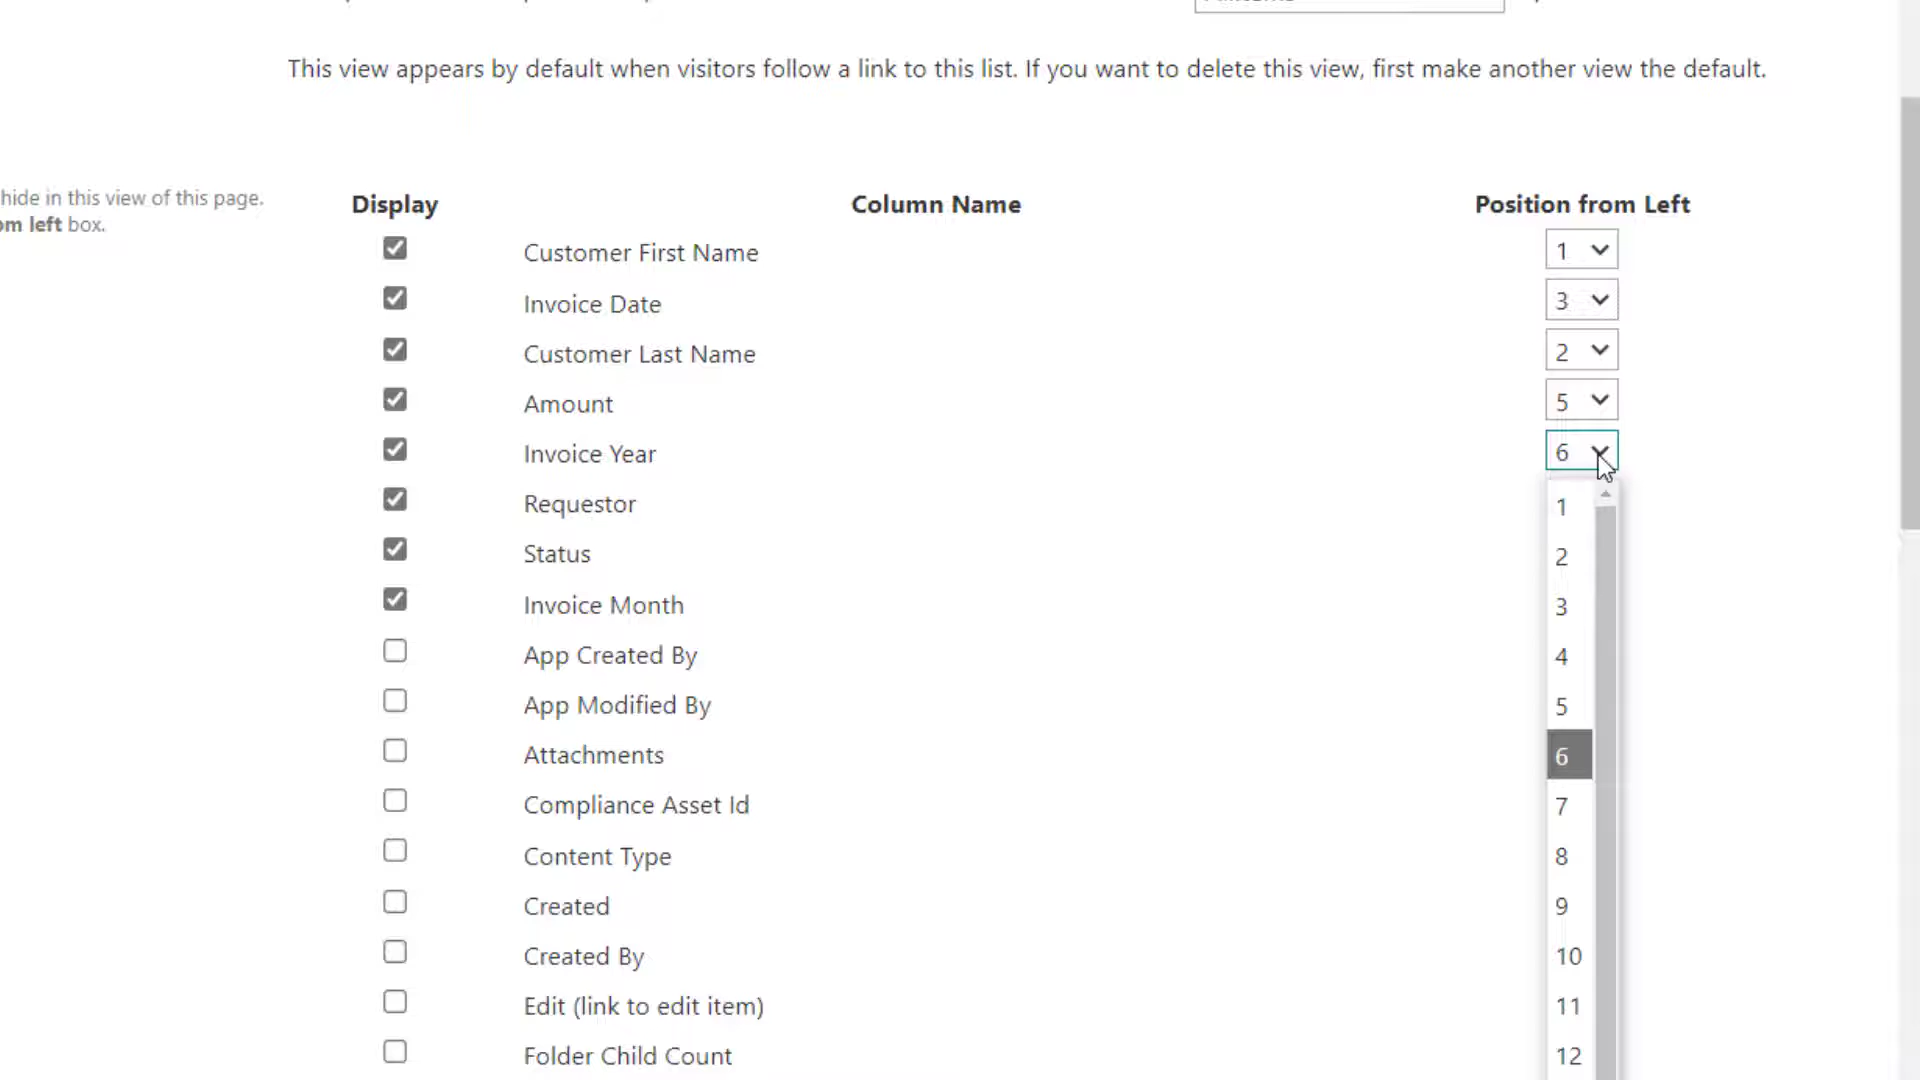 This view appears by default when visitors follow a link to this list. If you want to delete this view, first make another view the default.
hide in this view of this page.
om left box.
Display Column Name Position from Left
Customer First Name 1
Invoice Date 3
Customer Last Name 2
Amount 5
Invoice Year 6
Requestor 1
Status 2
Invoice Month 3
App Created By 4
App Modified By 5
Attachments 6
Compliance Asset Id 7
Content Type 8
Created 9
Created By 10
Edit (link to edit item) 11
Folder Child Count 12